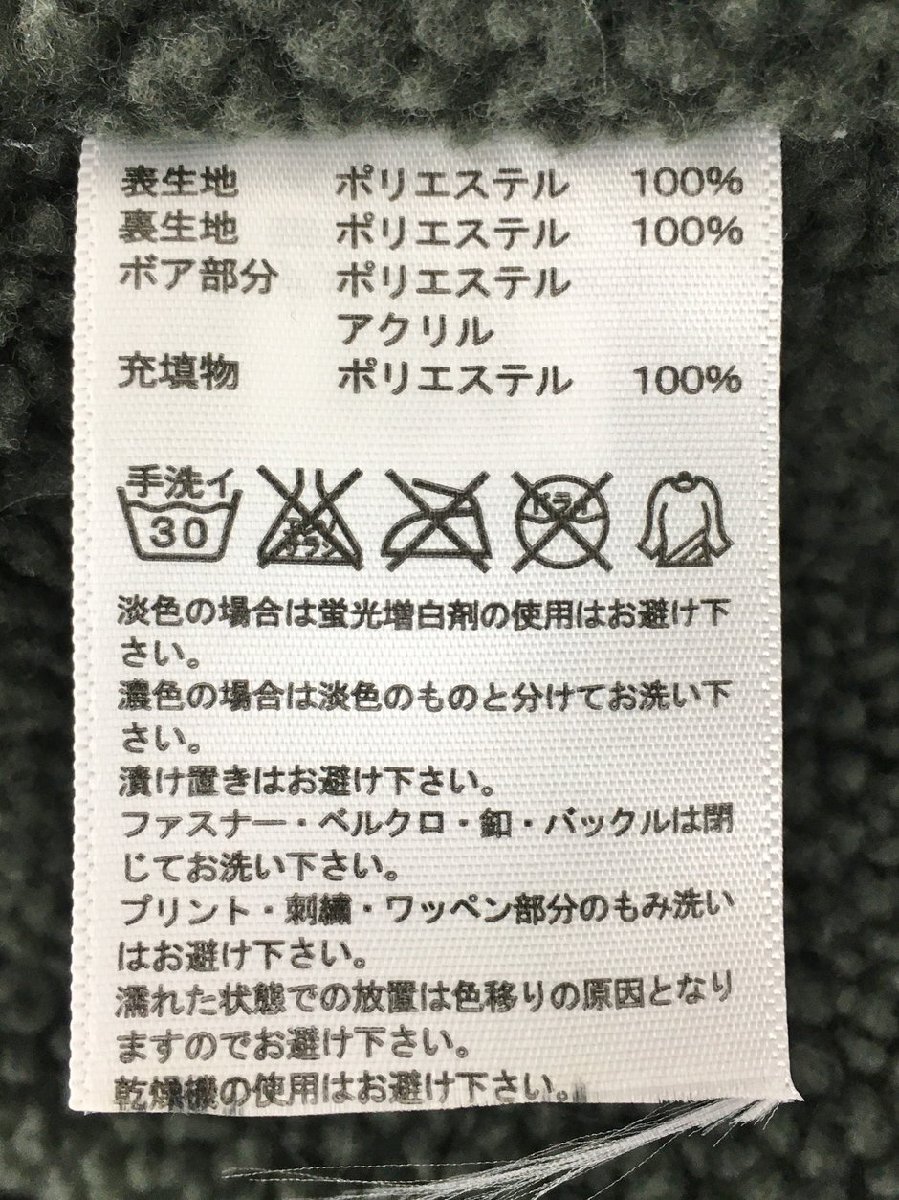 表生地 ポリエステル 100%
裏生地 ポリエステル 100%
ボア部分 ポリエステル
アクリル
充填物 ポリエステル 100%
手洗イ
30
エンソ
サラシ
ドライ
淡色の場合は蛍光増白剤の使用はお避け下
さい。
濃色の場合は淡色のものと分けてお洗い下
さい。
漬け置きはお避け下さい。
ファスナー・ベルクロ・釦・バックルは閉
じてお洗い下さい。
プリント・刺繍・ワッペン部分のもみ洗い
はお避け下さい。
濡れた状態での放置は色移りの原因となり
ますのでお避け下さい。
乾燥機の使用はお避け下さい。